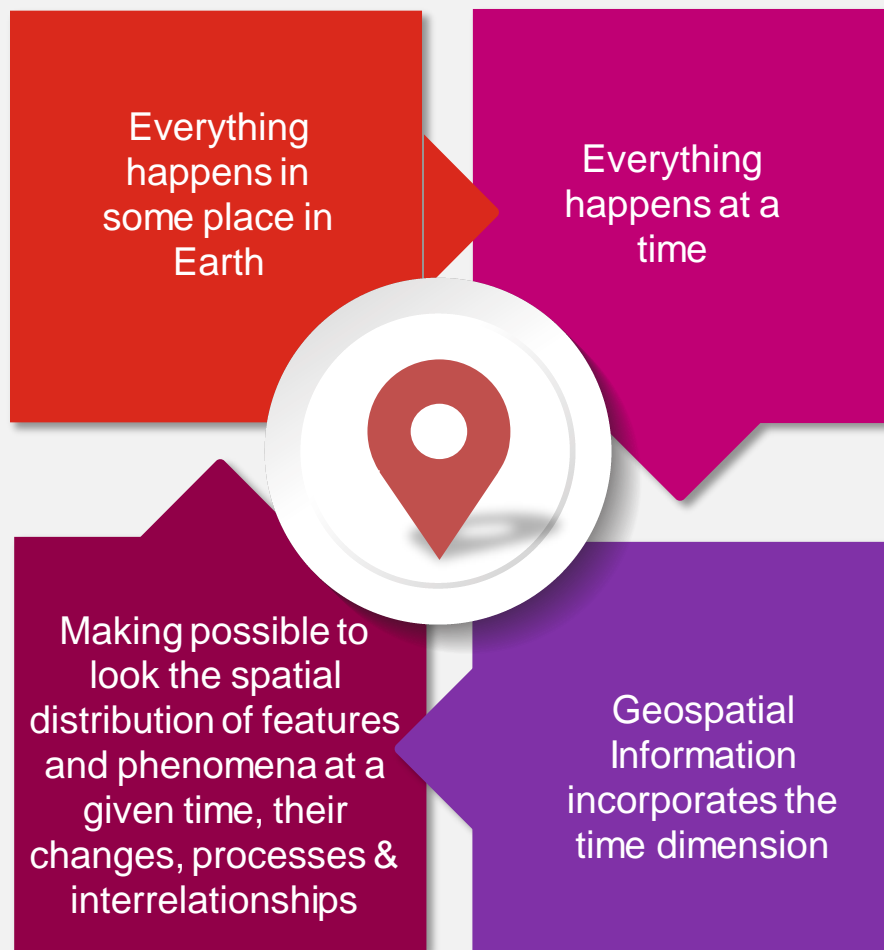 Everything
happens in
some place in
Earth
Everything
happens at a
time
Geospatial
Information
incorporates the
time dimension
Making possible to
look the spatial
distribution of features
and phenomena at a
given time, their
changes, processes &
interrelationships